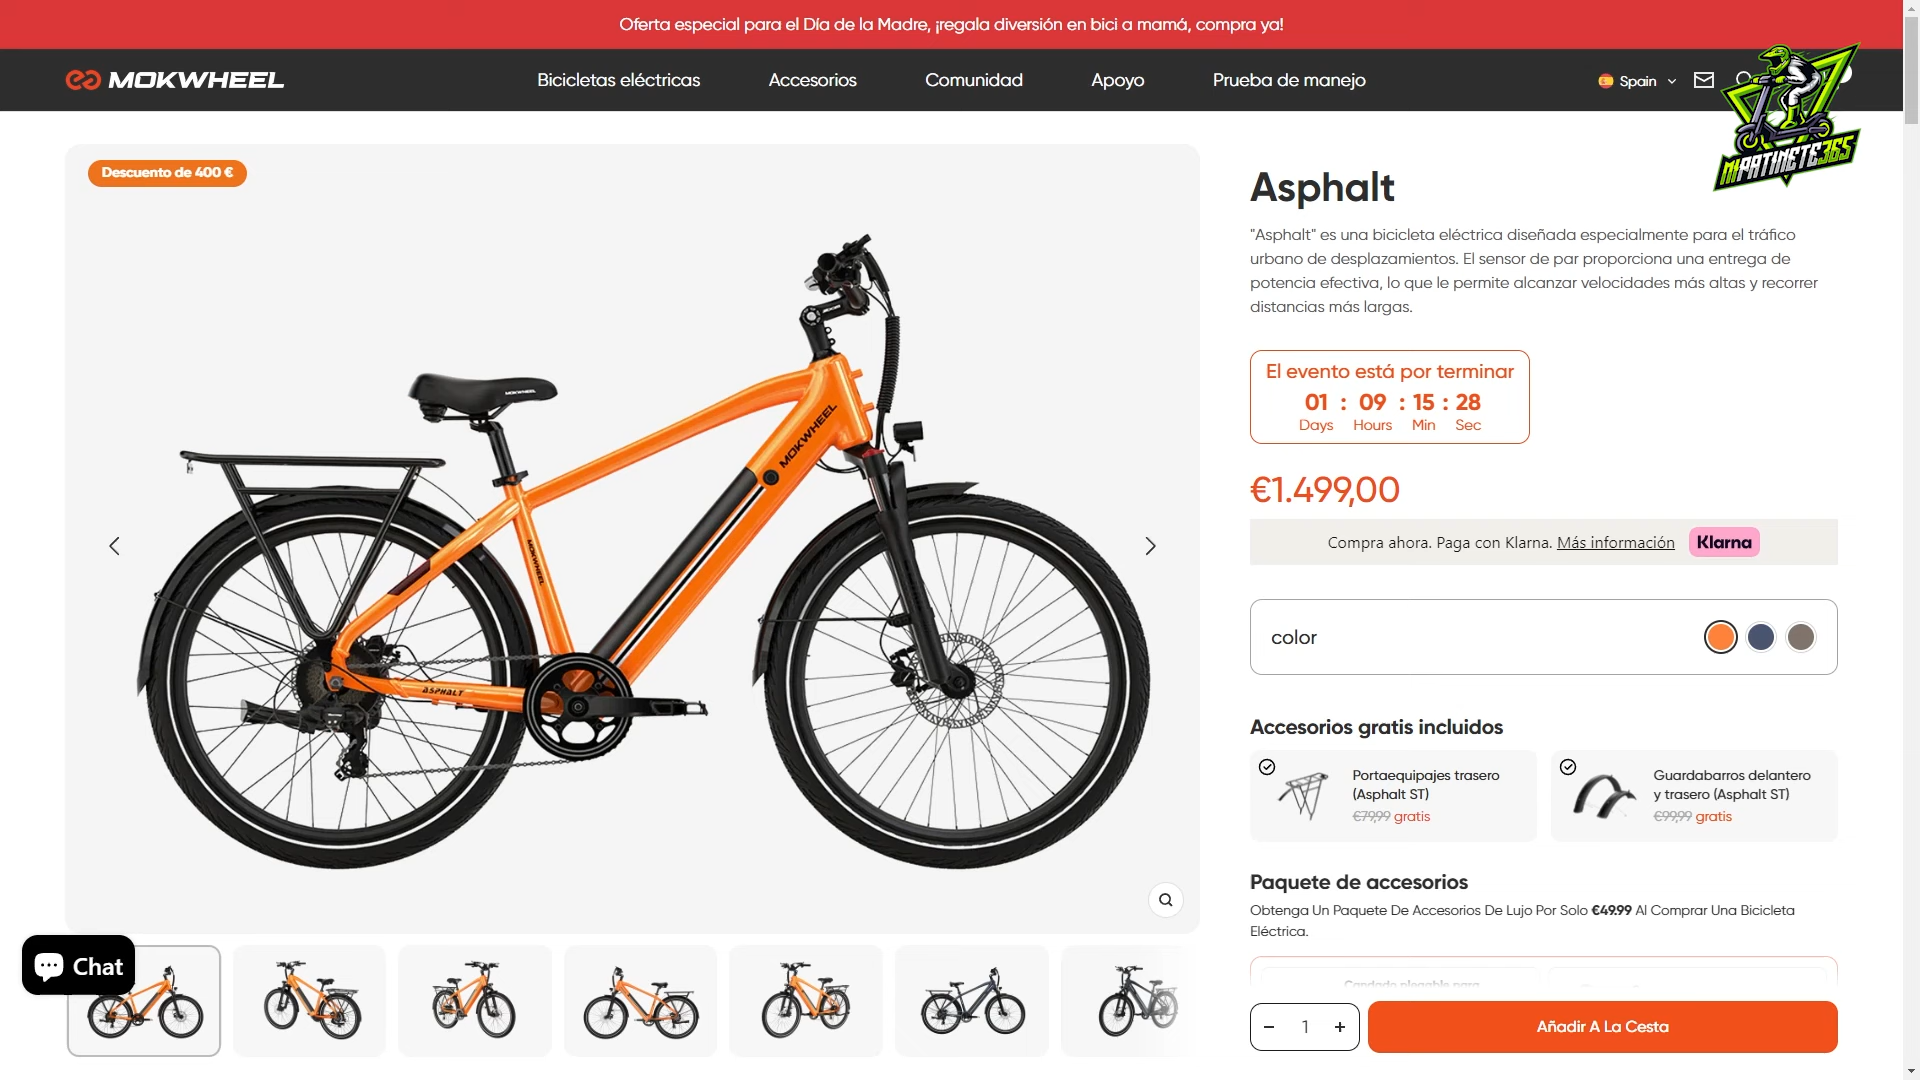 Oferta especial para el Día de la Madre, ¡regala diversión en bici a mamá, compra ya!
MOKWHEEL
Bicicletas eléctricas
Accesorios
Comunidad
Apoyo
Prueba de manejo
Spain
MIPATINETE365
Descuento de 400 €
MOKWHEEL
MOKWHEEL
MOKWHEEL
ASPHALT
Asphalt
"Asphalt" es una bicicleta eléctrica diseñada especialmente para el tráfico
urbano de desplazamientos. El sensor de par proporciona una entrega de
potencia efectiva, lo que le permite alcanzar velocidades más altas y recorrer
distancias más largas.
El evento está por terminar
01 : 09 : 15 : 28
Days Hours Min Sec
€1.499,00
Compra ahora. Paga con Klarna. Más información Klarna
color
Accesorios gratis incluidos
Portaequipajes trasero
(Asphalt ST)
€79,99 gratis
Guardabarros delantero
y trasero (Asphalt ST)
€99,99 gratis
Paquete de accesorios
Obtenga Un Paquete De Accesorios De Lujo Por Solo €49.99 Al Comprar Una Bicicleta
Eléctrica.
Candado plegable para
− 1 +
Añadir A La Cesta
Chat